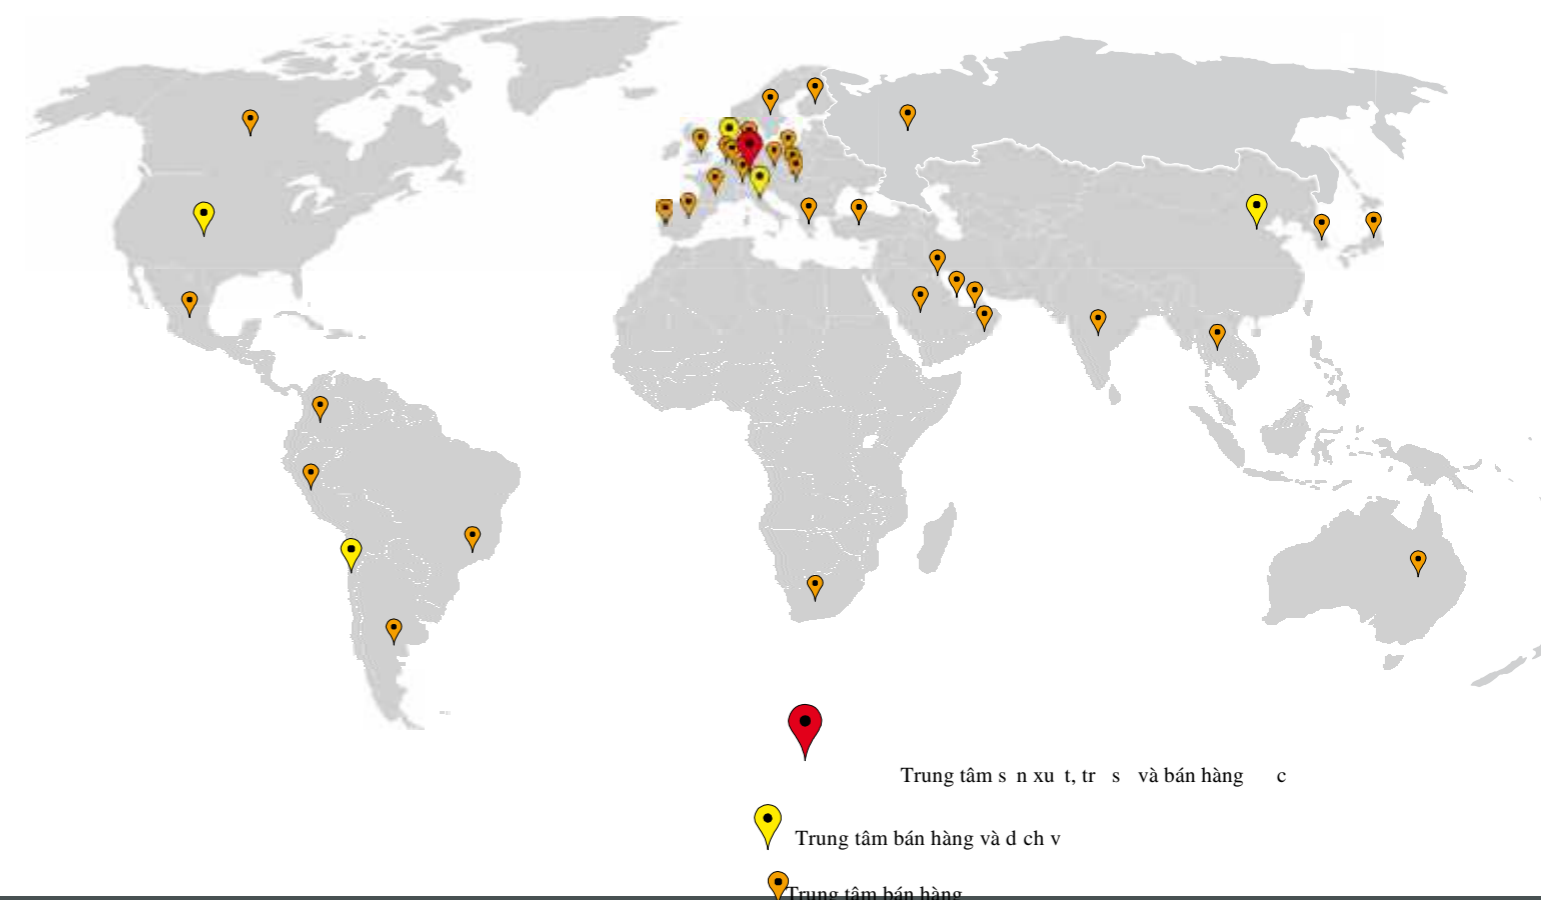 Trung tâm s n xu t, tr s và bán hàng c
Trung tâm bán hàng và d ch v
Trung tâm bán hàng